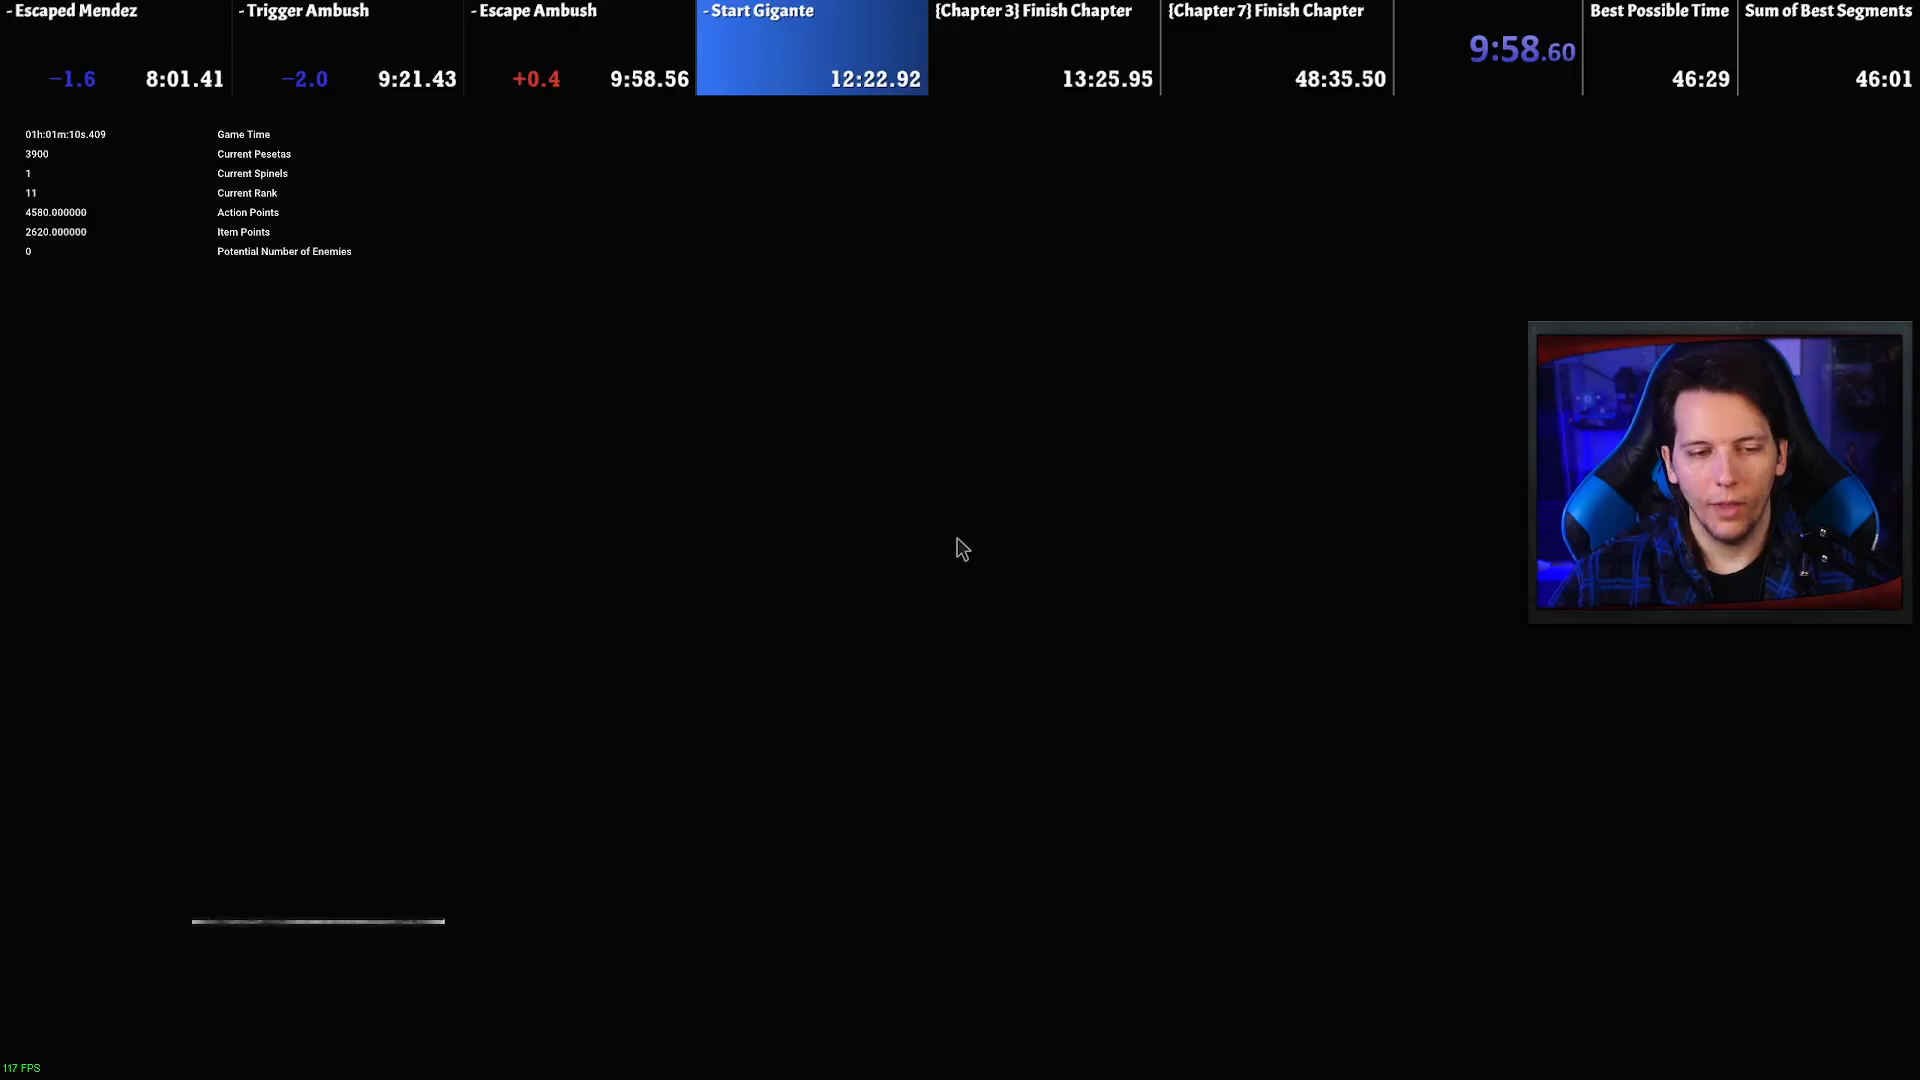 - Escaped Mendez
−1.6 8:01.41
- Trigger Ambush
−2.0 9:21.43
- Escape Ambush
+0.4 9:58.56
- Start Gigante
12:22.92
{Chapter 3} Finish Chapter
13:25.95
{Chapter 7} Finish Chapter
48:35.50
9:58.60
Best Possible Time
46:29
Sum of Best Segments
46:01
01h:01m:10s.409 Game Time
3900 Current Pesetas
1 Current Spinels
11 Current Rank
4580.000000 Action Points
2620.000000 Item Points
0 Potential Number of Enemies
117 FPS